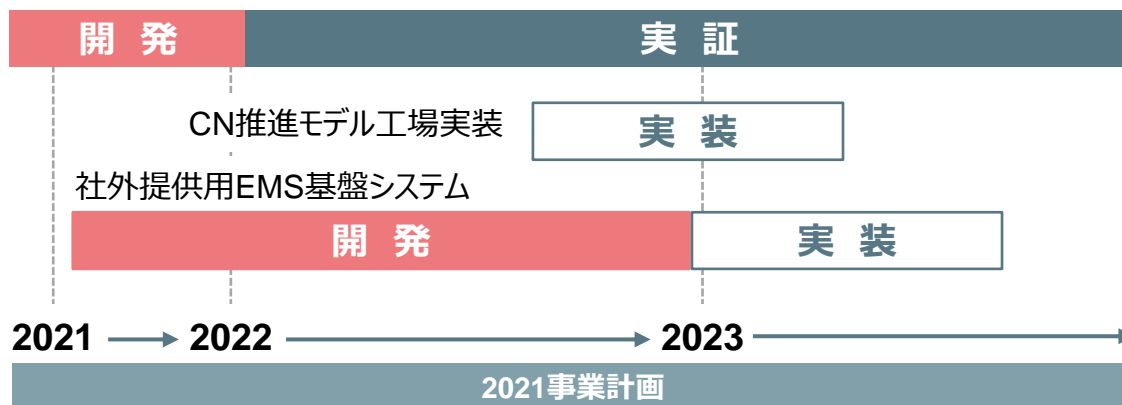 開 発 実 証
CN推進モデル工場実装 実 装
社外提供用EMS基盤システム
開 発 実 装
2021 2022 2023
2021事業計画